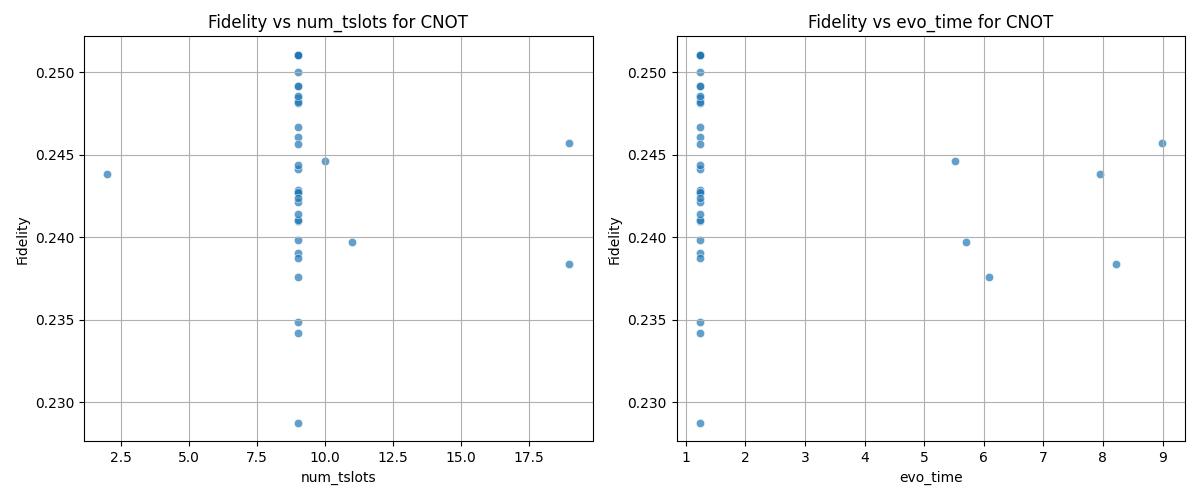 Fidelity vs num_tslots for CNOT
0.250
0.245
0.240
0.235
0.230
Fidelity
2.5 5.0 7.5 10.0 12.5 15.0 17.5
num_tslots
Fidelity vs evo_time for CNOT
0.250
0.245
0.240
0.235
0.230
Fidelity
1 2 3 4 5 6 7 8 9
evo_time